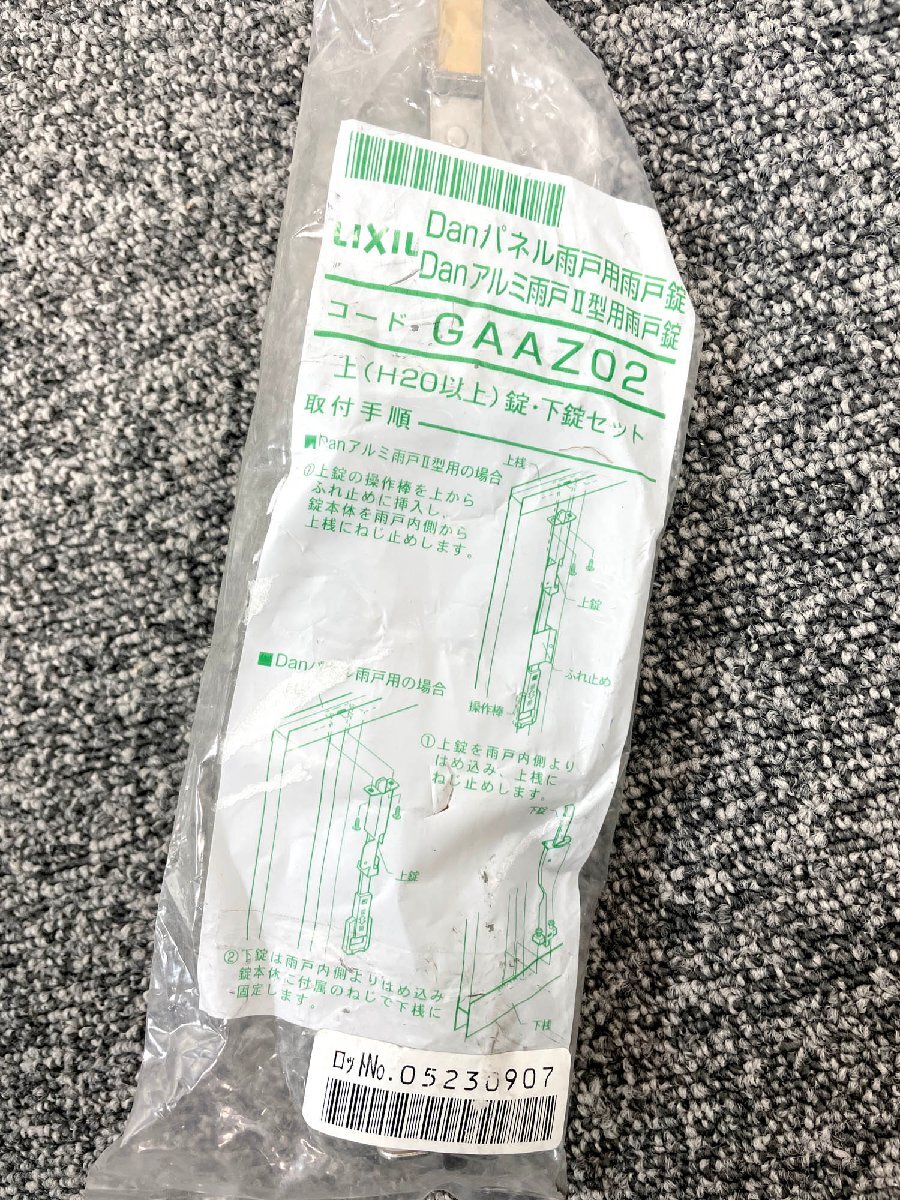 LIXIL
Danパネル雨戸用雨戸錠
Danアルミ雨戸Ⅱ型用雨戸錠
コード GAAZ02
上(H20以上)錠・下錠セット
取付手順
■Danアルミ雨戸Ⅱ型用の場合
①上錠の操作棒を上から
ふれ止めに挿入し、
錠本体を雨戸内側から
上桟にねじ止めします。
上桟
上錠
ふれ止め
操作棒
■Danパネル雨戸用の場合
①上錠を雨戸内側より
はめ込み、上桟に
ねじ止めします。
上錠
下錠
②下錠は雨戸内側よりはめ込み
錠本体に付属のねじで下桟に
固定します。
下桟
ロットNo.05230907